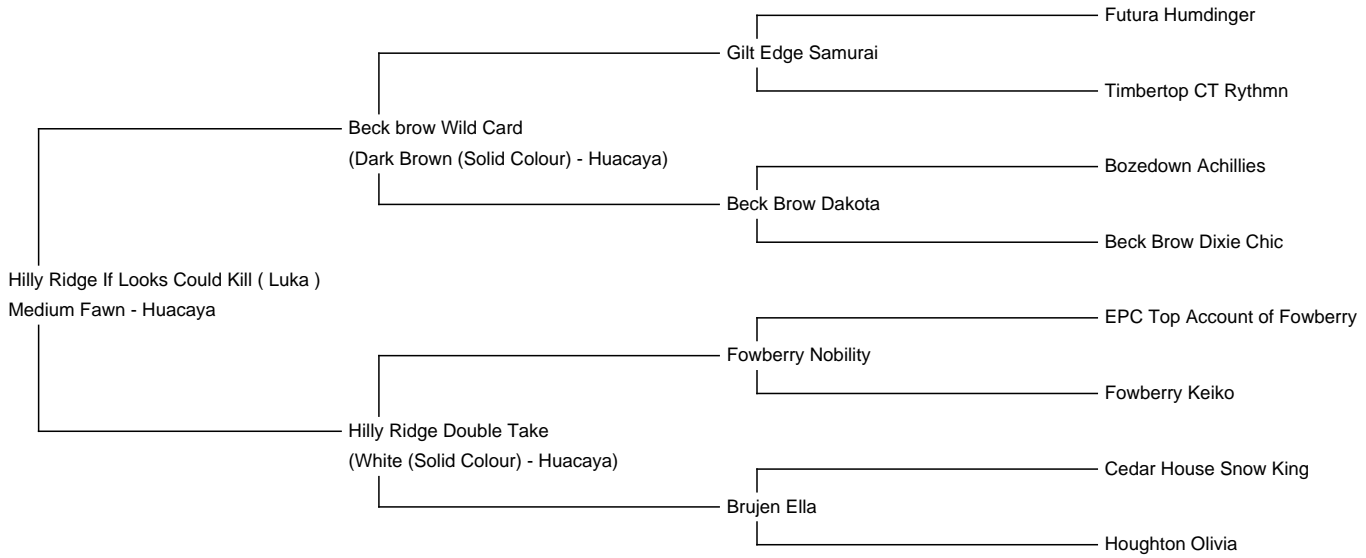 Futura Humdinger
Gilt Edge Samurai
Timbertop CT Rythmn
Beck brow Wild Card
(Dark Brown (Solid Colour) - Huacaya)
Bozedown Achillies
Beck Brow Dakota
Beck Brow Dixie Chic
Hilly Ridge If Looks Could Kill ( Luka )
Medium Fawn - Huacaya
EPC Top Account of Fowberry
Fowberry Nobility
Fowberry Keiko
Hilly Ridge Double Take
(White (Solid Colour) - Huacaya)
Cedar House Snow King
Brujen Ella
Houghton Olivia